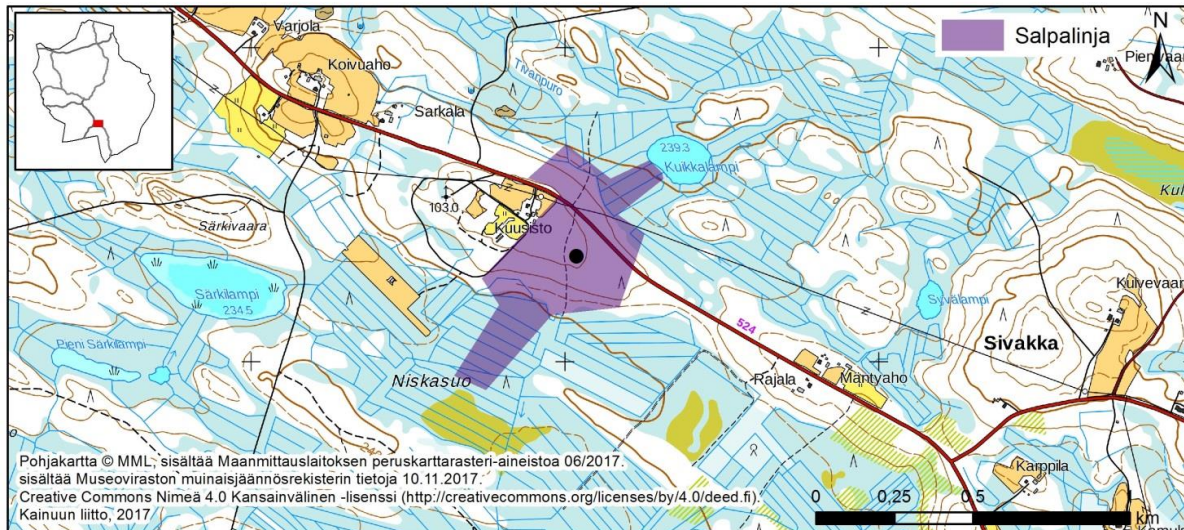 Varjola
Koivuaho
Sarkala
Tivanpuro
239.3
Kuikkalampi
Salpalinja
N
103.0
Kuusisto
Särkivaara
Särkilampi
234.5
Pieni Särkilampi
Niskasuo
524
Syvälampi
Sivakka
Rajala
Mäntyaho
Karppila
Pohjakartta © MML, sisältää Maanmittauslaitoksen peruskarttarasteri-aineistoa 06/2017.
sisältää Museoviraston muinaisjäännösrekisterin tietoja 10.11.2017.
Creative Commons Nimeä 4.0 Kansainvälinen -lisenssi (http://creativecommons.org/licenses/by/4.0/deed.fi).
Kainuun liitto, 2017
0 0,25 0,5 1
km